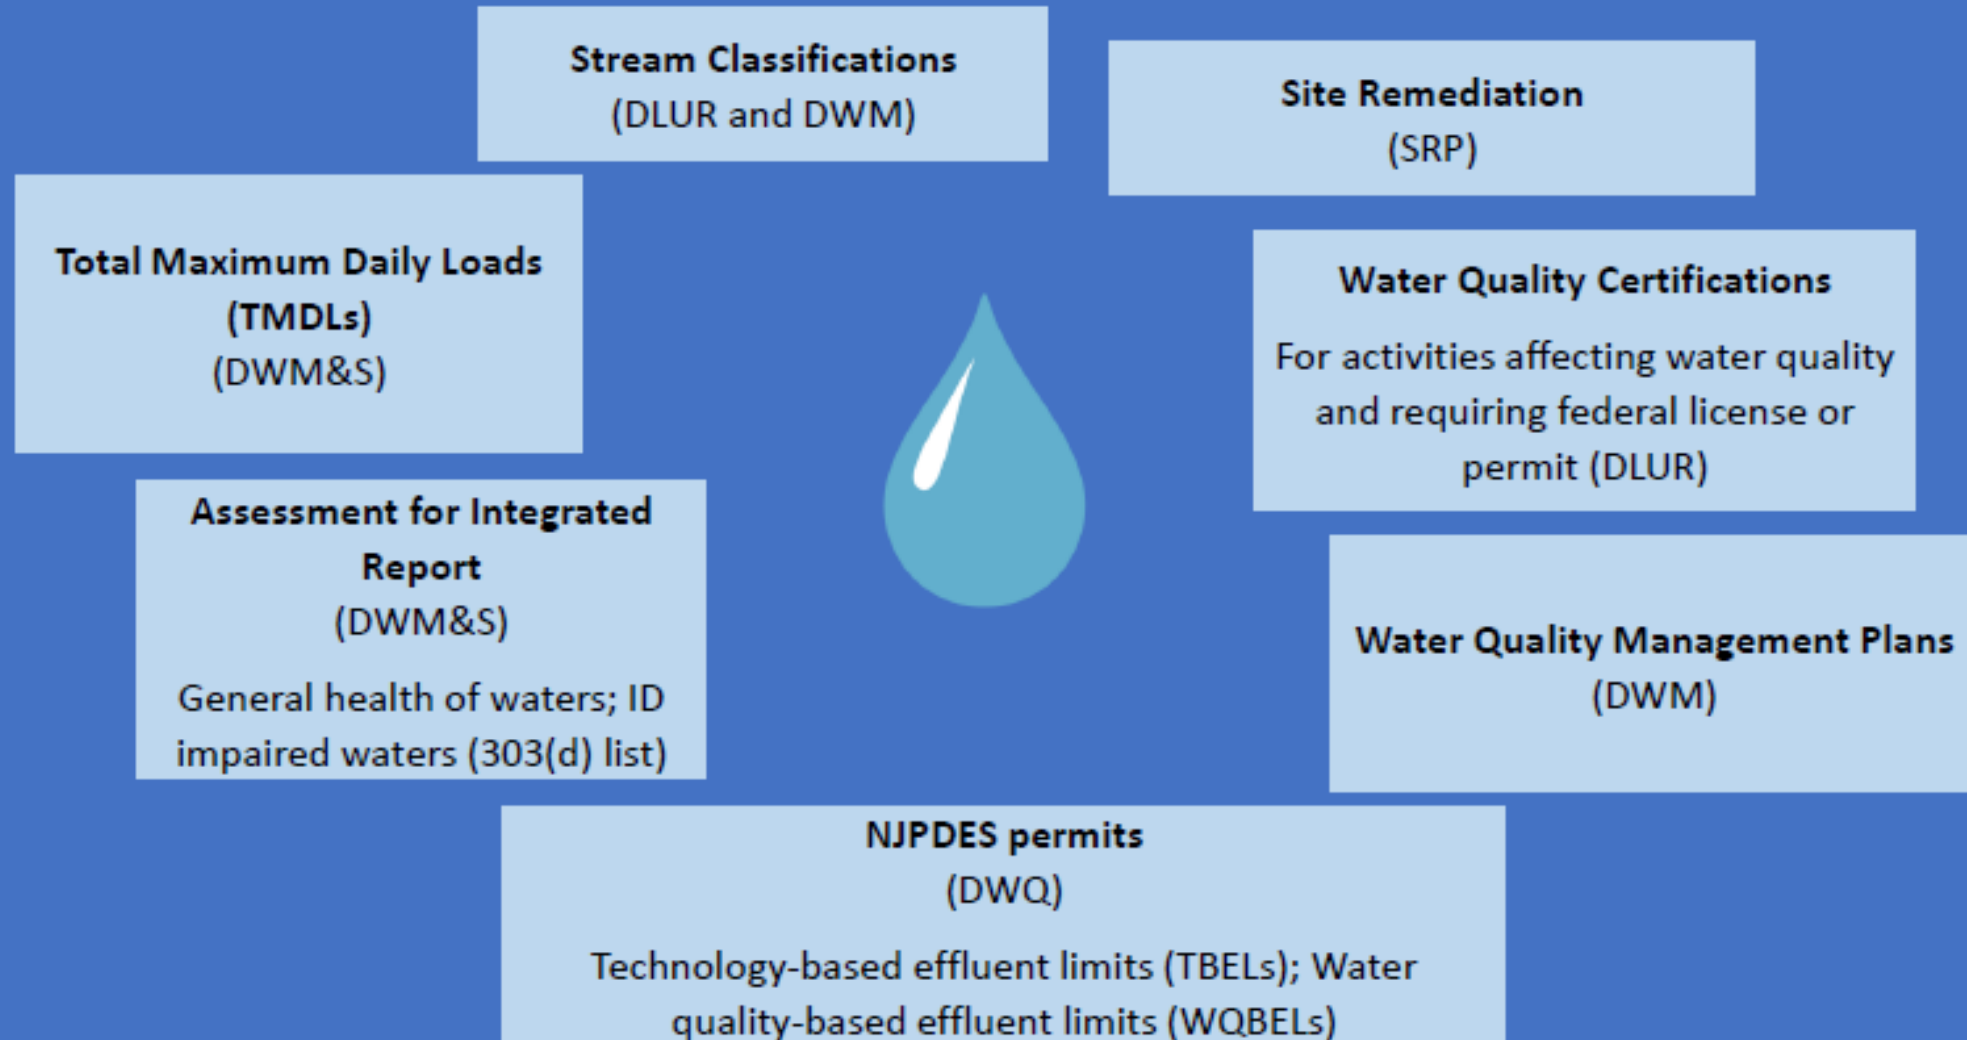 Stream Classifications
(DLUR and DWM)
Site Remediation
(SRP)
Total Maximum Daily Loads
(TMDLs)
(DWM&S)
Water Quality Certifications
For activities affecting water quality
and requiring federal license or
permit (DLUR)
Assessment for Integrated
Report
(DWM&S)
General health of waters; ID
impaired waters (303(d) list)
Water Quality Management Plans
(DWM)
NJPDES permits
(DWQ)
Technology-based effluent limits (TBELs); Water
quality-based effluent limits (WQBELs)